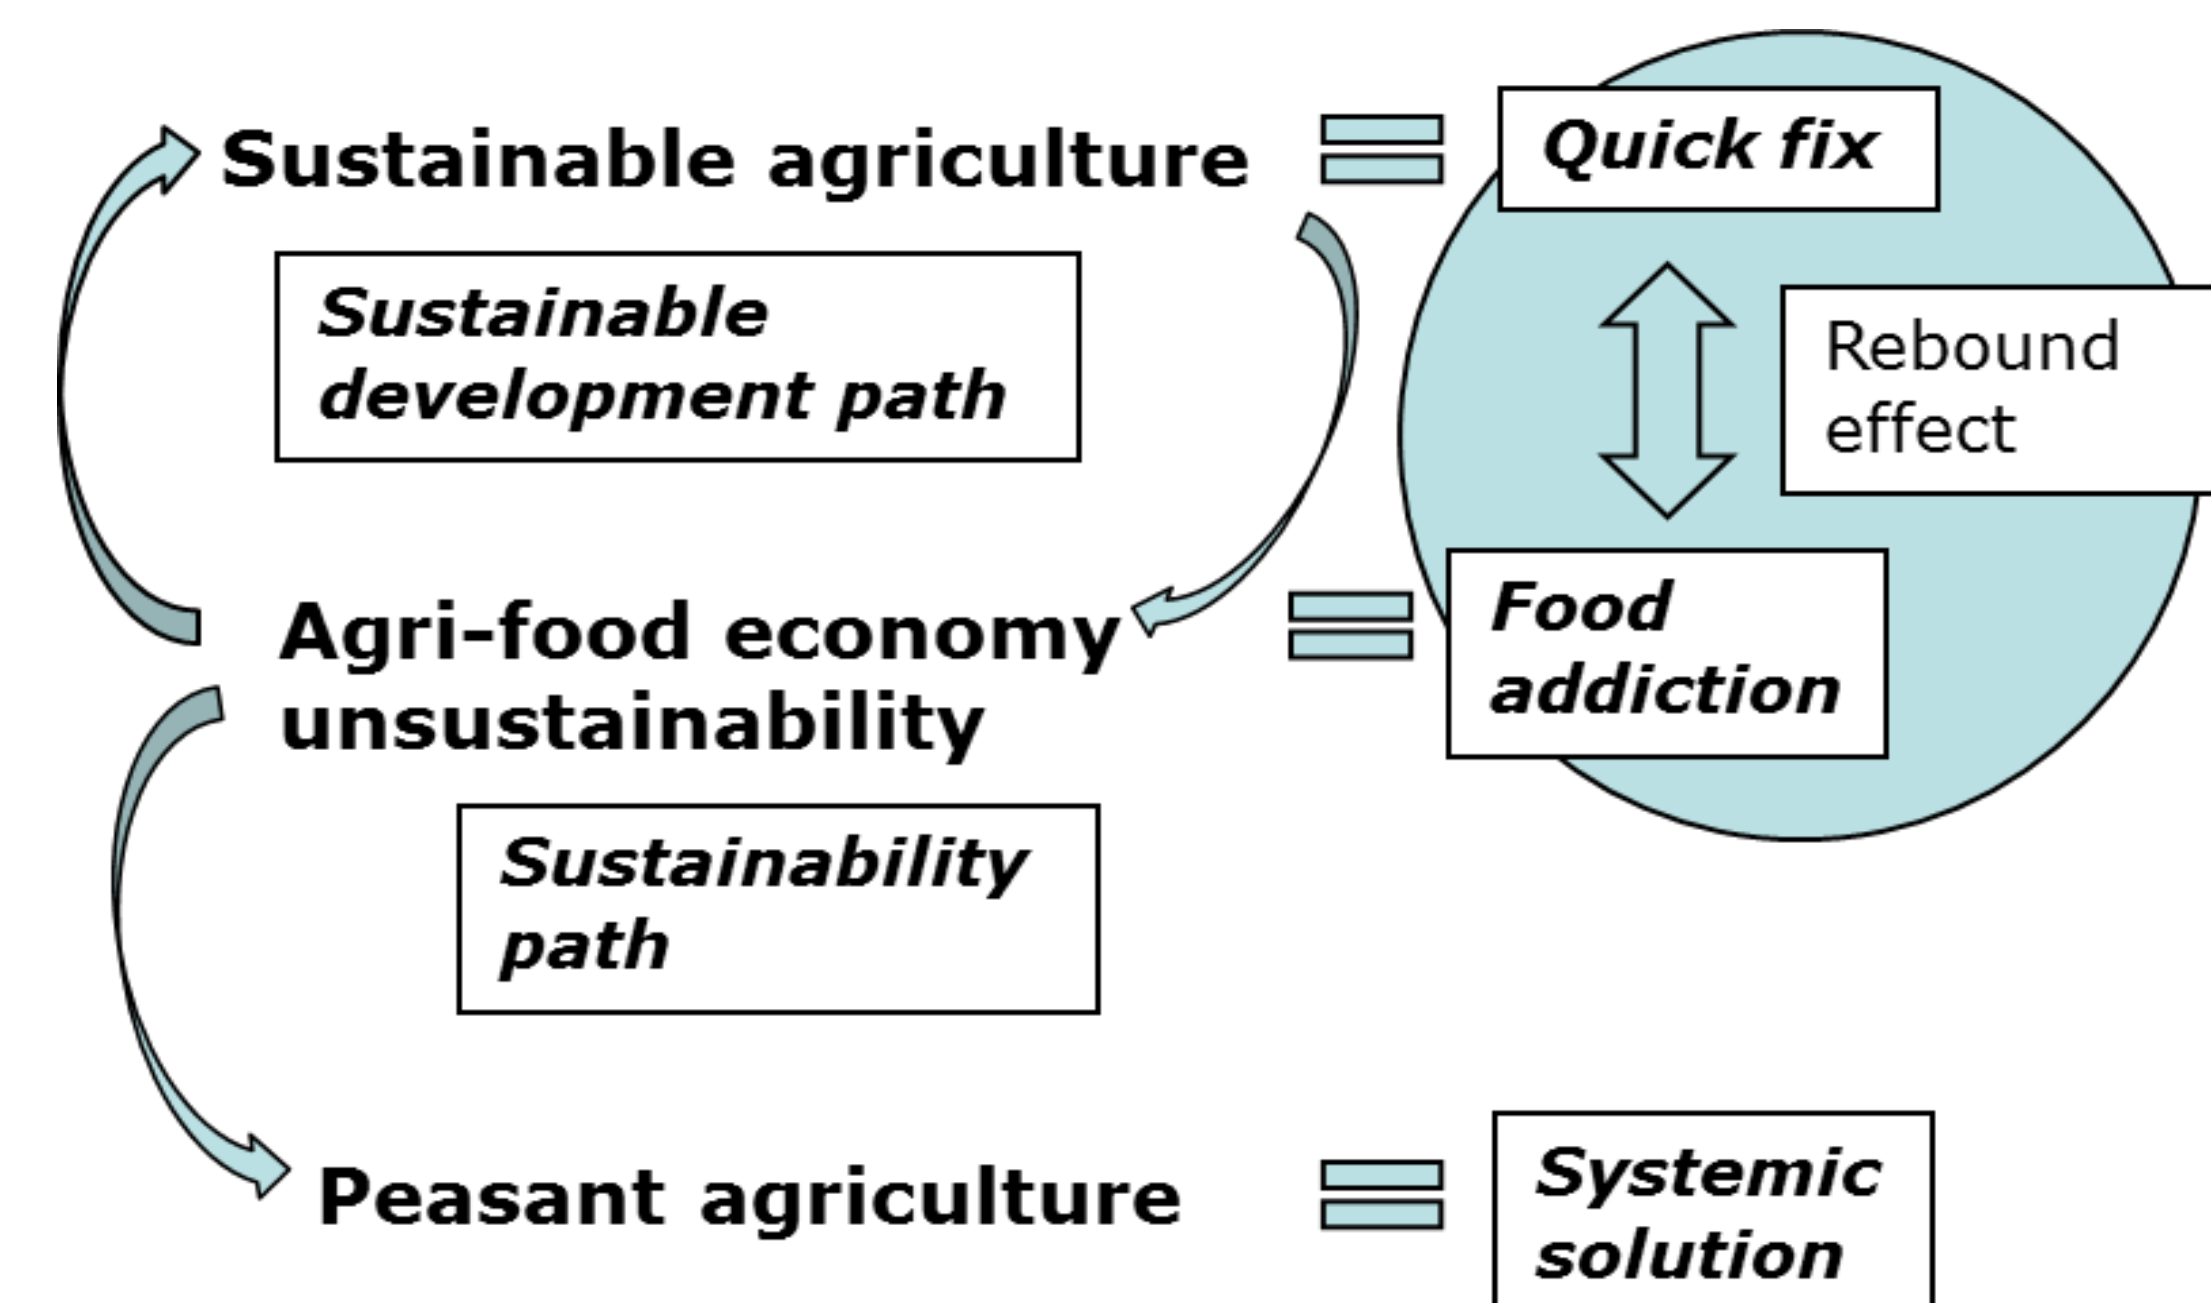 Sustainable agriculture
Quick fix
Sustainable
development path
Rebound
effect
Agri-food economy
unsustainability
Food
addiction
Sustainability
path
Peasant agriculture
Systemic
solution